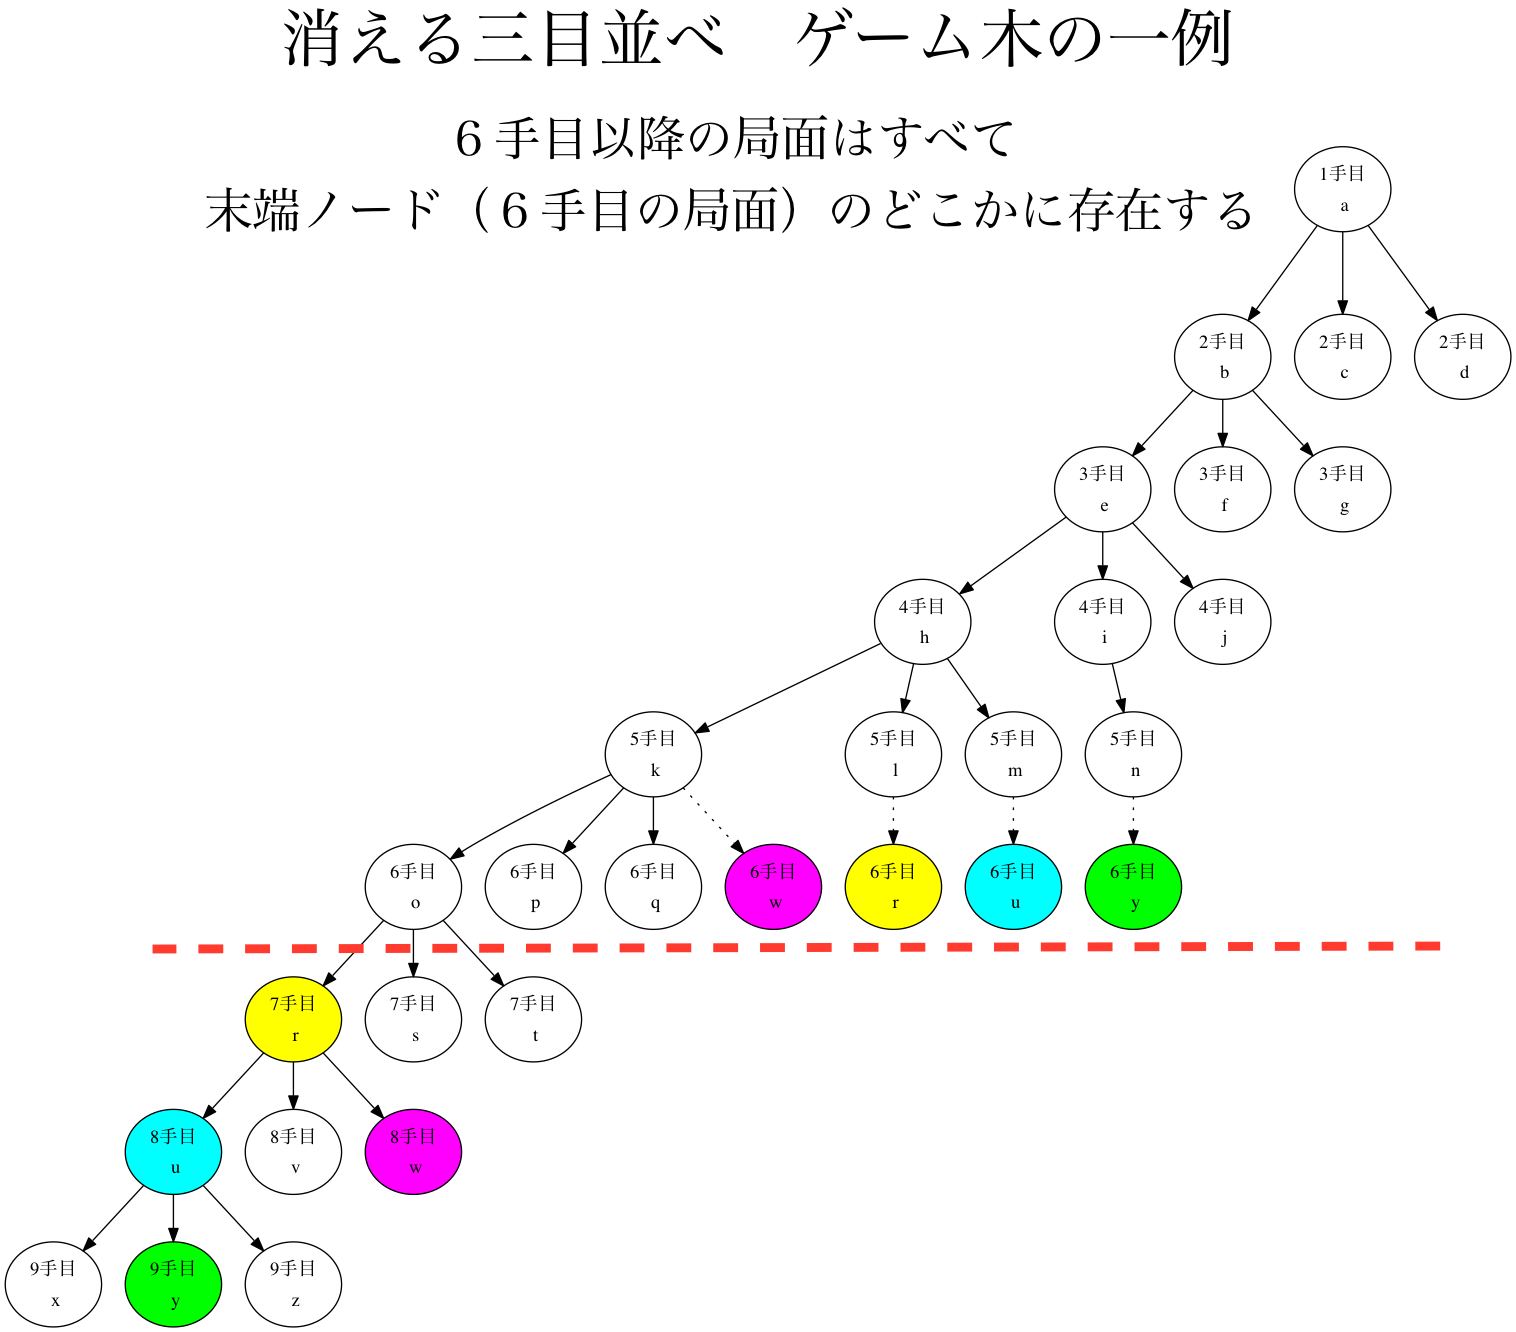 消える三目並べ　ゲーム木の一例
６手目以降の局面はすべて
末端ノード（６手目の局面）のどこかに存在する
1手目
a
2手目
b
2手目
c
2手目
d
3手目
e
3手目
f
3手目
g
4手目
h
4手目
i
4手目
j
5手目
k
5手目
l
5手目
m
5手目
n
6手目
o
6手目
p
6手目
q
6手目
w
6手目
r
6手目
u
6手目
y
7手目
r
7手目
s
7手目
t
8手目
u
8手目
v
8手目
w
9手目
x
9手目
y
9手目
z